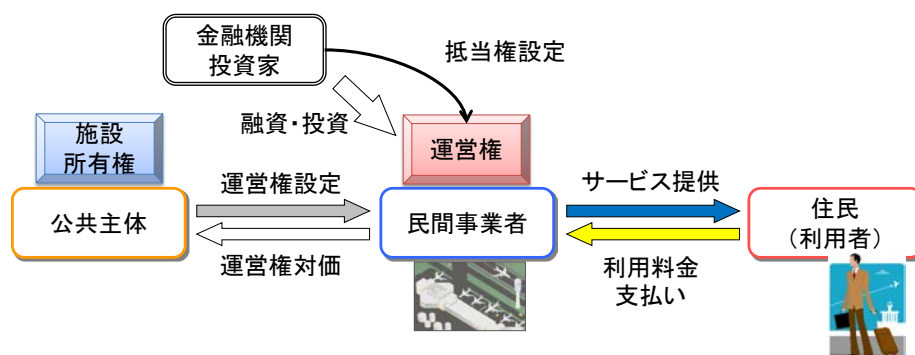 金融機関
投資家
抵当権設定
融資・投資
施設
所有権
運営権
公共主体
運営権設定
運営権対価
民間事業者
サービス提供
利用料金
支払い
住民
（利用者）